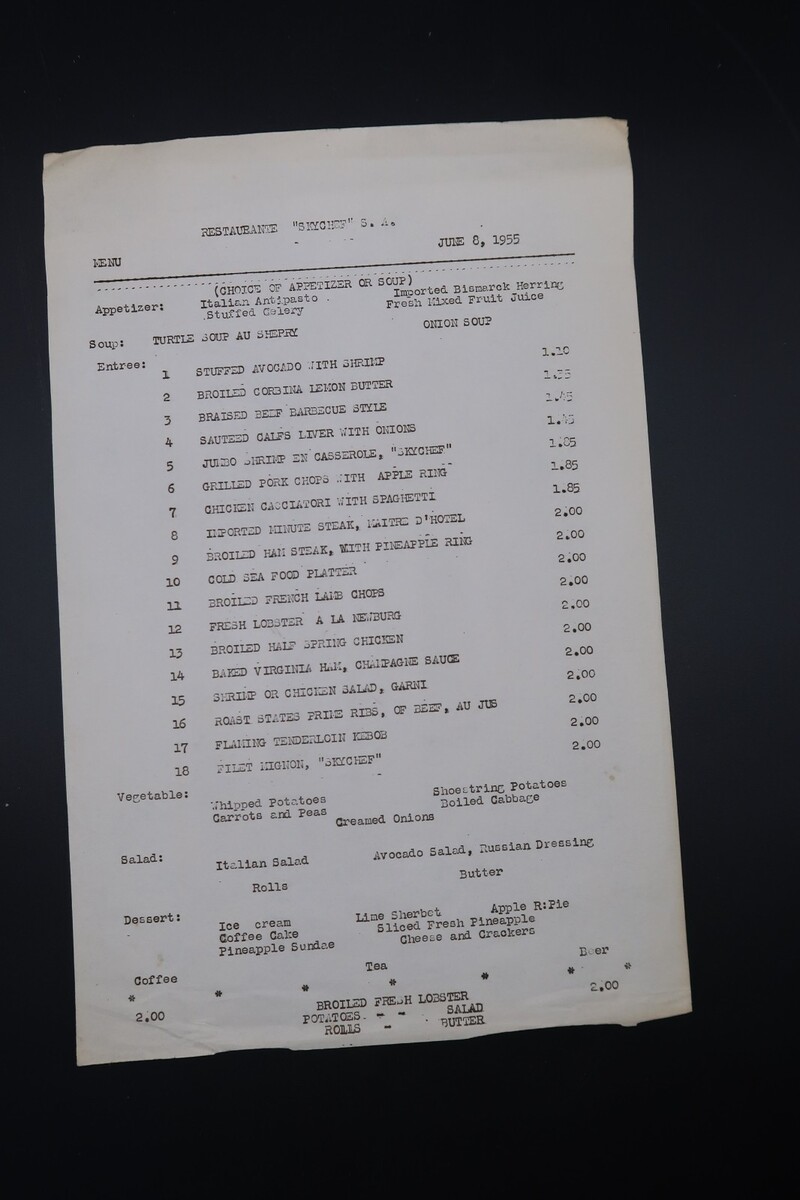 RESTAURANTE "SKYCHEF" S. A.
JUNE 8, 1955
MENU
(CHOICE OF APPETIZER OR SOUP)
Appetizer: Italian Antipasto Imported Bismarck Herring
Stuffed Celery Fresh Mixed Fruit Juice
Soup: TURTLE SOUP AU SHERRY ONION SOUP
Entree:
1 STUFFED AVOCADO WITH SHRIMP 1.10
2 BROILED CORBINA LEMON BUTTER
3 BRAISED BEEF BARBECUE STYLE 1.45
4 SAUTEED CALFS LIVER WITH ONIONS
5 JUMBO SHRIMP EN CASSEROLE, "SKYCHEF" 1.85
6 GRILLED PORK CHOPS WITH APPLE RING 1.85
7 CHICKEN CACCIATORI WITH SPAGHETTI 1.85
8 IMPORTED MINUTE STEAK, MAITRE D'HOTEL 2.00
9 BROILED HAM STEAK, WITH PINEAPPLE RING 2.00
10 COLD SEA FOOD PLATTER 2.00
11 BROILED FRENCH LAMB CHOPS 2.00
12 FRESH LOBSTER A LA NEWBURG 2.00
13 BROILED HALF SPRING CHICKEN 2.00
14 BAKED VIRGINIA HAM, CHAMPAGNE SAUCE 2.00
15 SHRIMP OR CHICKEN SALAD, GARNI 2.00
16 ROAST STATES PRIME RIBS, OF BEEF, AU JUS 2.00
17 FLAMING TENDERLOIN KEBOB 2.00
18 FILET MIGNON, "SKYCHEF" 2.00
Vegetable: Whipped Potatoes Shoestring Potatoes
Carrots and Peas Boiled Cabbage
Creamed Onions
Salad: Italian Salad Avocado Salad, Russian Dressing
Rolls Butter
Dessert: Ice cream Lime Sherbet Apple R:Pie
Coffee Cake Sliced Fresh Pineapple
Pineapple Sundae Cheese and Crackers
Coffee Tea Beer
* * * * * * *
2.00 BROILED FRESH LOBSTER 2.00
POTATOES - - SALAD
ROLLS - BUTTER